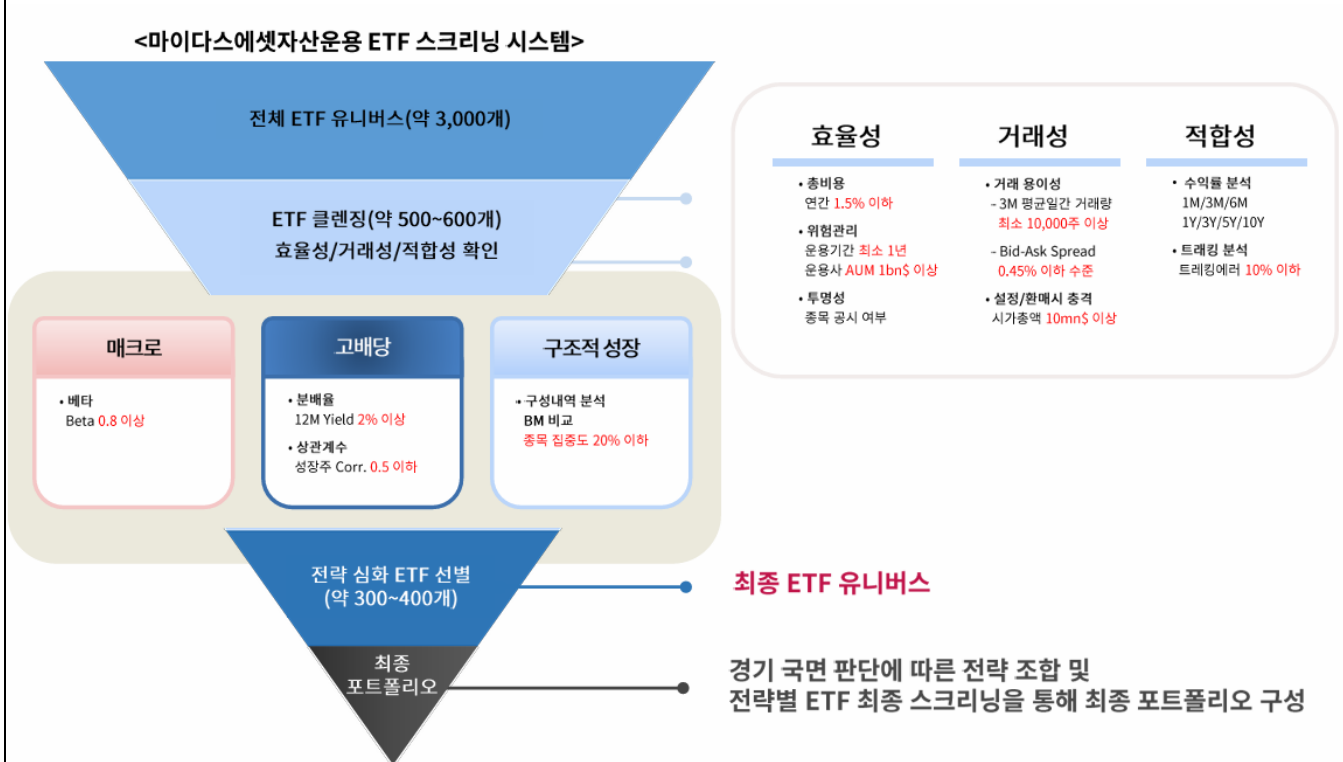 <마이다스에셋자산운용 ETF 스크리닝 시스템>
전체 ETF 유니버스(약 3,000개)
ETF 클렌징(약 500~600개)
효율성/거래성/적합성 확인
효율성
• 총비용
연간 1.5% 이하
• 위험관리
운용기간 최소 1년
운용사 AUM 1bn$ 이상
• 투명성
종목 공시 여부
거래성
• 거래 용이성
- 3M 평균일간 거래량
최소 10,000주 이상
- Bid-Ask Spread
0.45% 이하 수준
• 설정/환매시 충격
시가총액 10mn$ 이상
적합성
• 수익률 분석
1M/3M/6M
1Y/3Y/5Y/10Y
• 트래킹 분석
트레킹에러 10% 이하
매크로
• 베타
Beta 0.8 이상
고배당
• 분배율
12M Yield 2% 이상
• 상관계수
성장주 Corr. 0.5 이하
구조적 성장
• 구성내역 분석
BM 비교
종목 집중도 20% 이하
전략 심화 ETF 선별
(약 300~400개)
최종 ETF 유니버스
최종
포트폴리오
경기 국면 판단에 따른 전략 조합 및
전략별 ETF 최종 스크리닝을 통해 최종 포트폴리오 구성